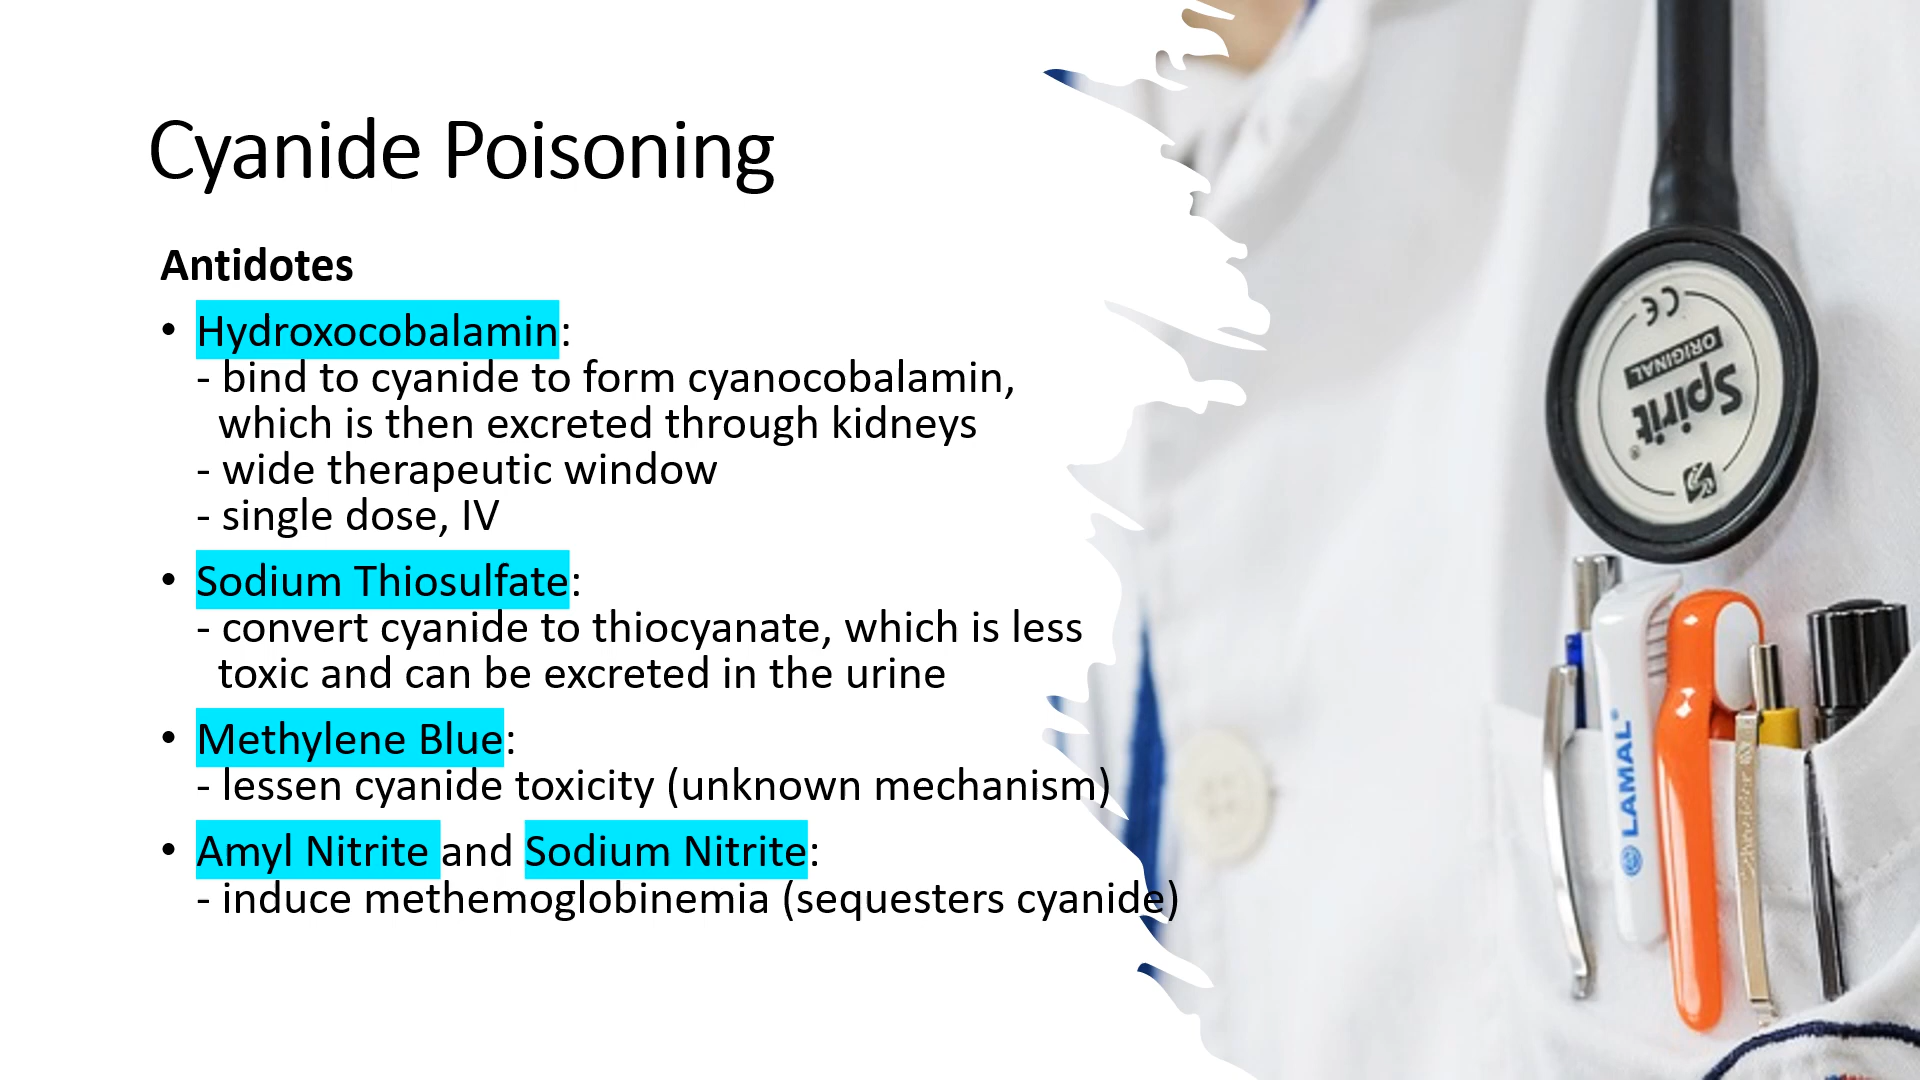 Cyanide Poisoning
Antidotes
• Hydroxocobalamin:
- bind to cyanide to form cyanocobalamin,
which is then excreted through kidneys
- wide therapeutic window
- single dose, IV
• Sodium Thiosulfate:
- convert cyanide to thiocyanate, which is less
toxic and can be excreted in the urine
• Methylene Blue:
- lessen cyanide toxicity (unknown mechanism)
• Amyl Nitrite and Sodium Nitrite:
- induce methemoglobinemia (sequesters cyanide)
Spirit®
ORIGINAL
CE
LAMAL®